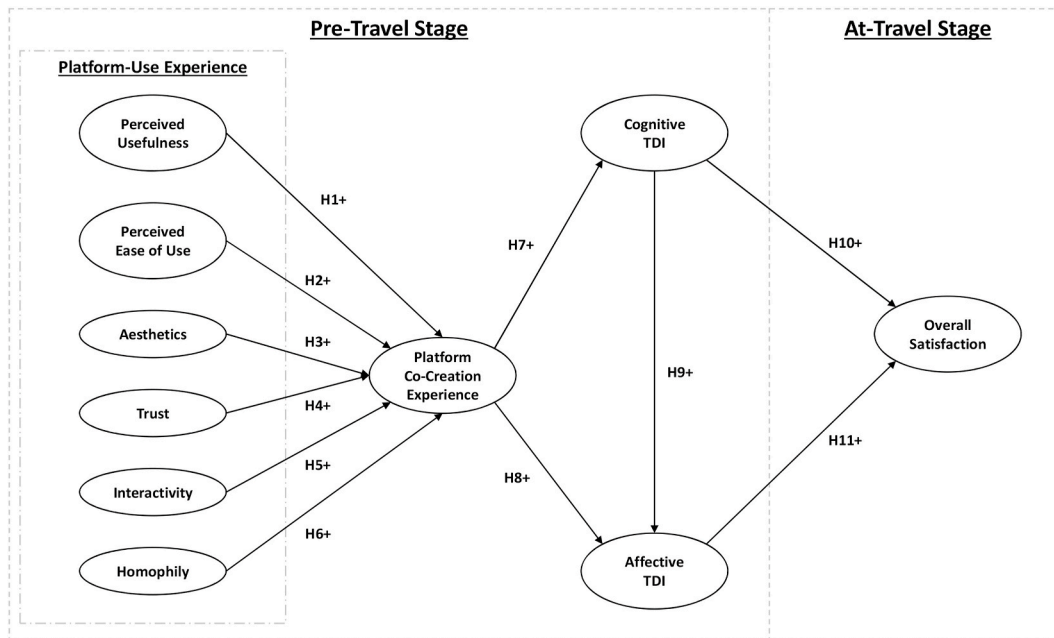 Pre-Travel Stage
At-Travel Stage
Platform-Use Experience
Perceived
Usefulness
Perceived
Ease of Use
Aesthetics
Trust
Interactivity
Homophily
H1+
H2+
H3+
H4+
H5+
H6+
Platform
Co-Creation
Experience
H7+
H8+
Cognitive
TDI
H9+
Affective
TDI
H10+
H11+
Overall
Satisfaction